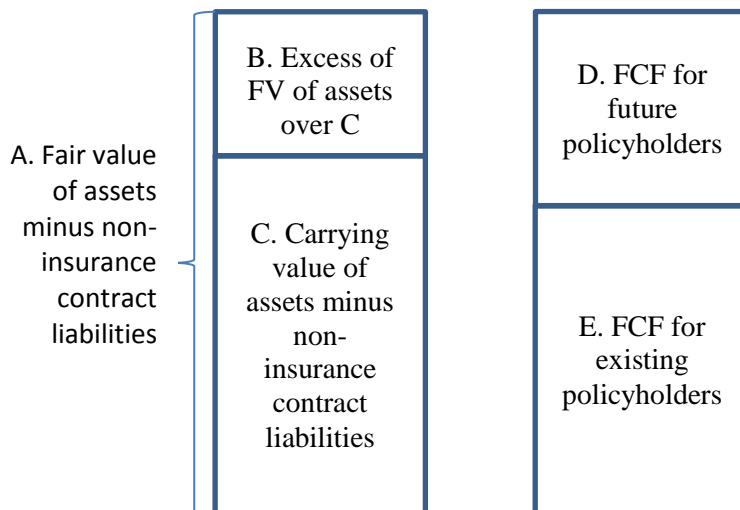 A. Fair value
of assets
minus non-
insurance
contract
liabilities
B. Excess of
FV of assets
over C
C. Carrying
value of
assets minus
non-
insurance
contract
liabilities
D. FCF for
future
policyholders
E. FCF for
existing
policyholders